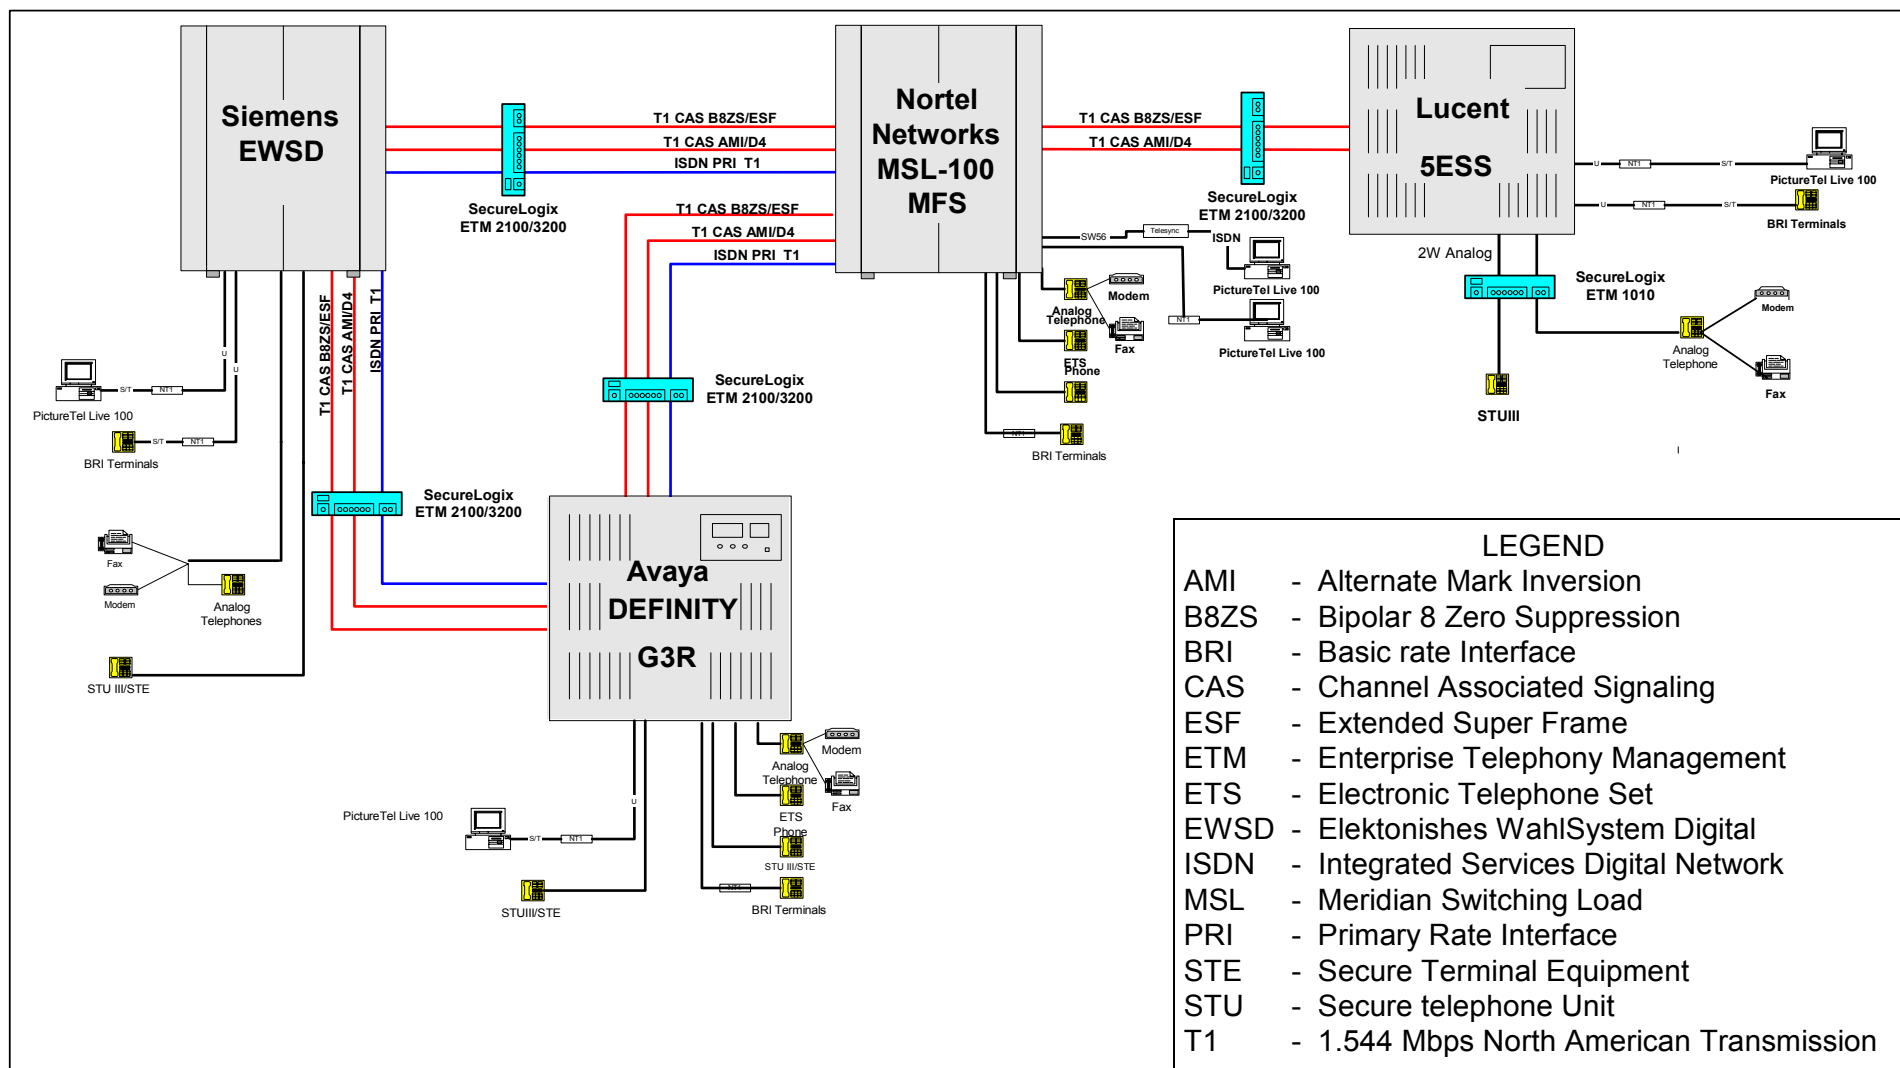 Siemens
EWSD
T1 CAS B8ZS/ESF
T1 CAS AMI/D4
ISDN PRI T1
SecureLogix
ETM 2100/3200
Nortel
Networks
MSL-100
MFS
T1 CAS B8ZS/ESF
T1 CAS AMI/D4
SecureLogix
ETM 2100/3200
Lucent
5ESS
U
NT1
S/T
PictureTel Live 100
U
NT1
S/T
BRI Terminals
2W Analog
SecureLogix
ETM 1010
Modem
Analog
Telephone
Fax
STUIII
T1 CAS B8ZS/ESF
T1 CAS AMI/D4
ISDN PRI T1
SW56
Telesync
ISDN
PictureTel Live 100
NT1
PictureTel Live 100
Modem
Analog
Telephone
Fax
ETS
Phone
NT1
BRI Terminals
SecureLogix
ETM 2100/3200
T1 CAS B8ZS/ESF
T1 CAS AMI/D4
ISDN PRI T1
U
U
S/T
NT1
PictureTel Live 100
S/T
NT1
BRI Terminals
SecureLogix
ETM 2100/3200
Fax
Modem
Analog
Telephones
STU III/STE
Avaya
DEFINITY
G3R
Modem
Analog
Telephone
Fax
ETS
Phone
STU III/STE
NT1
BRI Terminals
U
PictureTel Live 100
S/T
NT1
STUIII/STE
LEGEND
AMI - Alternate Mark Inversion
B8ZS - Bipolar 8 Zero Suppression
BRI - Basic rate Interface
CAS - Channel Associated Signaling
ESF - Extended Super Frame
ETM - Enterprise Telephony Management
ETS - Electronic Telephone Set
EWSD - Elektonishes WahlSystem Digital
ISDN - Integrated Services Digital Network
MSL - Meridian Switching Load
PRI - Primary Rate Interface
STE - Secure Terminal Equipment
STU - Secure telephone Unit
T1 - 1.544 Mbps North American Transmission